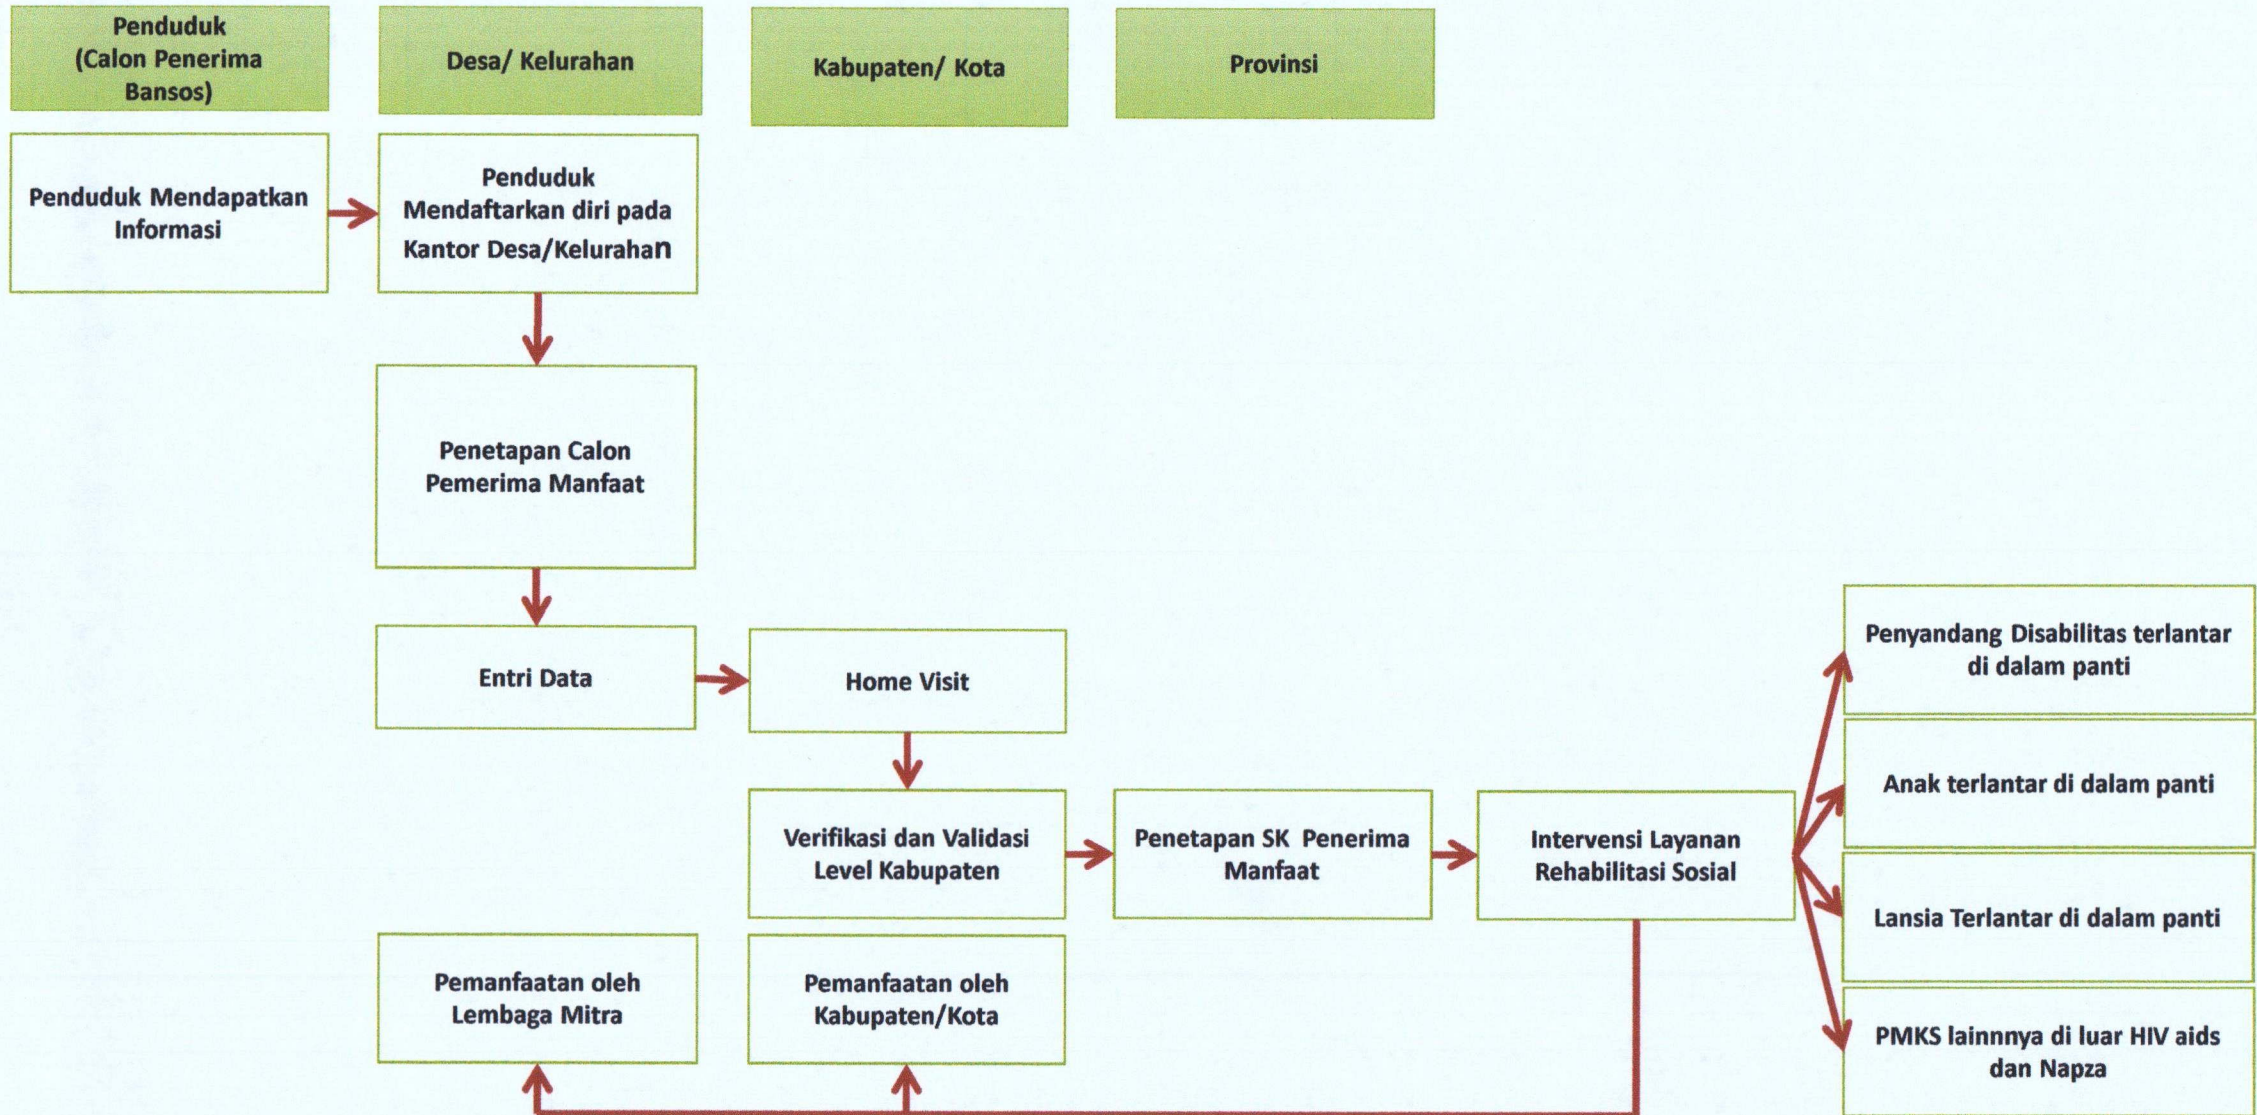 Penduduk
(Calon Penerima
Bansos)
Desa/ Kelurahan
Kabupaten/ Kota
Provinsi
Penduduk Mendapatkan
Informasi
Penduduk
Mendaftarkan diri pada
Kantor Desa/Kelurahan
Penetapan Calon
Pemerima Manfaat
Entri Data
Home Visit
Verifikasi dan Validasi
Level Kabupaten
Penetapan SK Penerima
Manfaat
Intervensi Layanan
Rehabilitasi Sosial
Penyandang Disabilitas terlantar
di dalam panti
Anak terlantar di dalam panti
Lansia Terlantar di dalam panti
PMKS lainnnya di luar HIV aids
dan Napza
Pemanfaatan oleh
Lembaga Mitra
Pemanfaatan oleh
Kabupaten/Kota